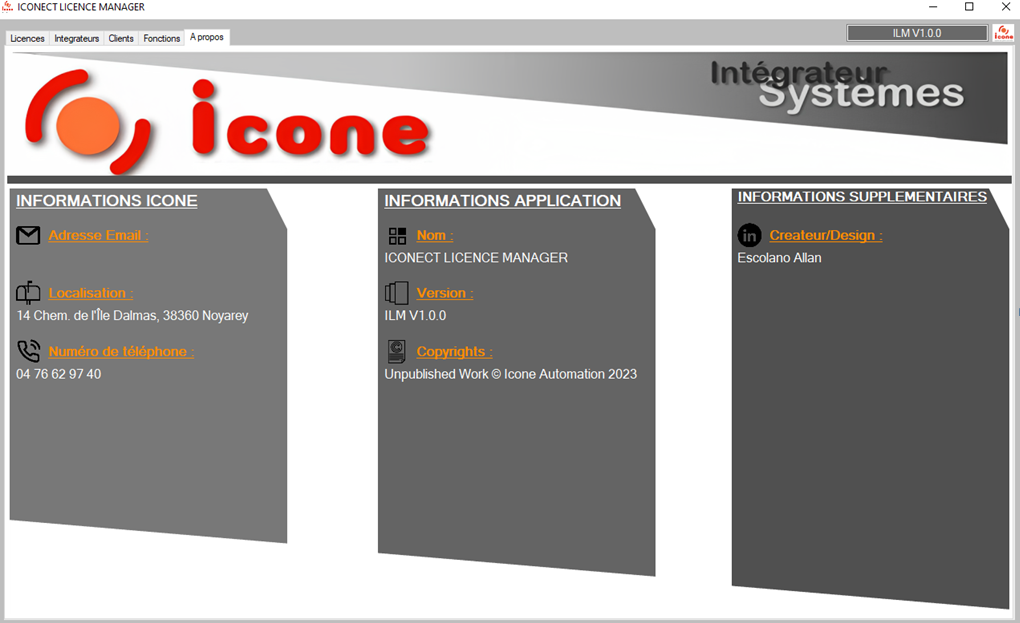 ICONECT LICENCE MANAGER
Licences Integrateurs Clients Fonctions A propos
ILM V1.0.0
icone
icone
Intégrateur
Systèmes
INFORMATIONS ICONE
Adresse Email :
Localisation :
14 Chem. de l'Île Dalmas, 38360 Noyarey
Numéro de téléphone :
04 76 62 97 40
INFORMATIONS APPLICATION
Nom :
ICONECT LICENCE MANAGER
Version :
ILM V1.0.0
Copyrights :
Unpublished Work © Icone Automation 2023
INFORMATIONS SUPPLEMENTAIRES
in
Createur/Design :
Escolano Allan